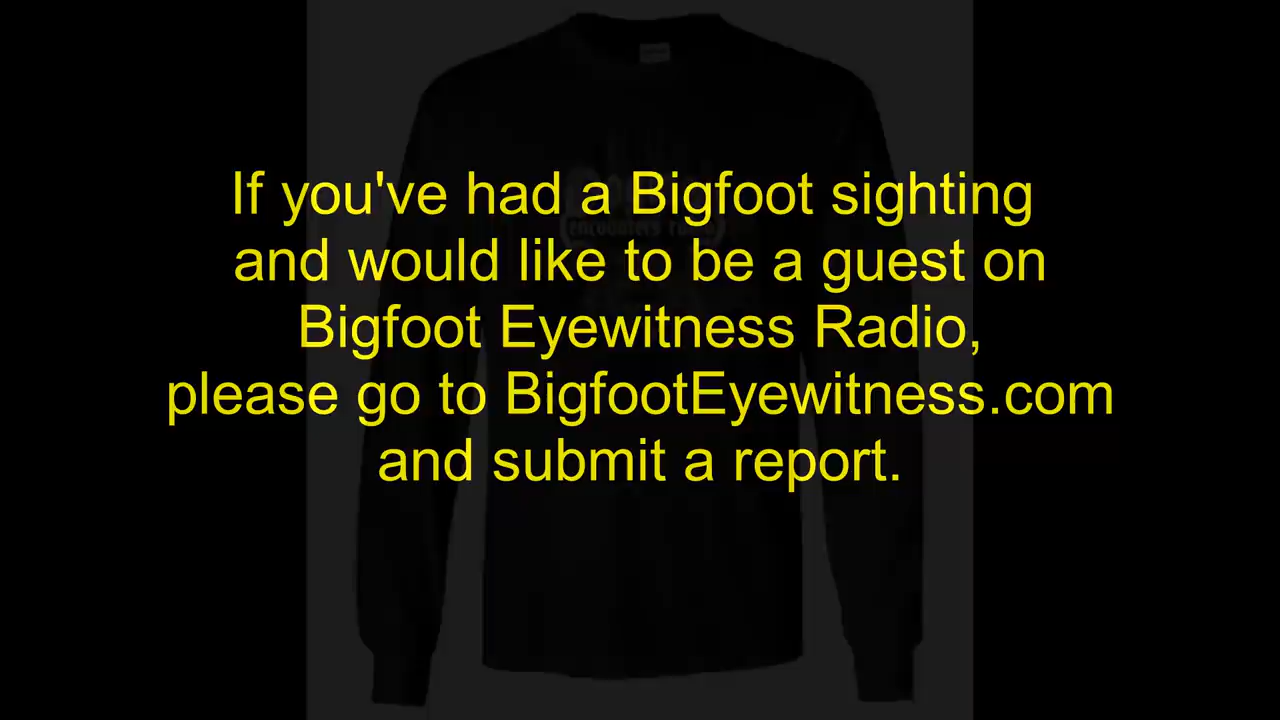 If you've had a Bigfoot sighting
and would like to be a guest on
Bigfoot Eyewitness Radio,
please go to BigfootEyewitness.com
and submit a report.